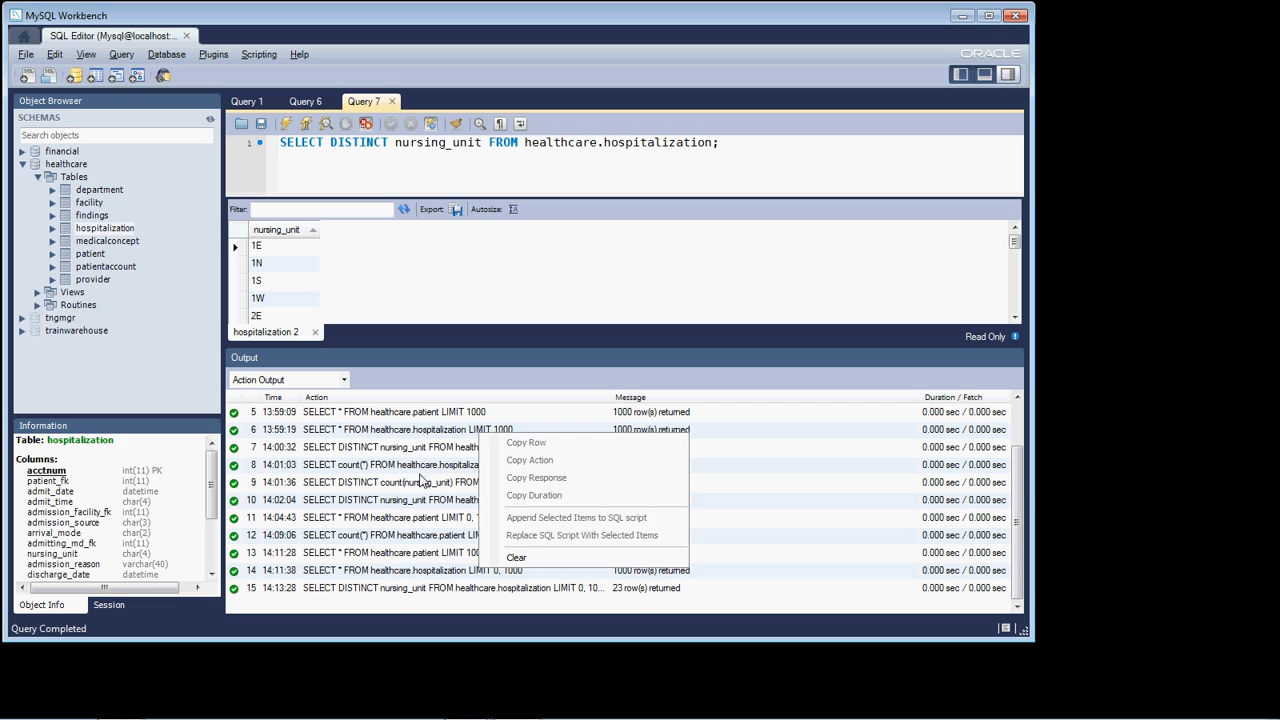 MySQL Workbench
SQL Editor (Mysql@localhost:...
File Edit View Query Database Plugins Scripting Help
ORACLE
Object Browser
SCHEMAS
Search objects
financial
healthcare
Tables
department
facility
findings
hospitalization
medicalconcept
patient
patientaccount
provider
Views
Routines
tngmgr
trainwarehouse
Information
Table: hospitalization
Columns:
acctnum int(11) PK
patient_fk int(11)
admit_date datetime
admit_time char(4)
admission_facility_fk int(11)
admission_source char(3)
arrival_mode char(2)
admitting_md_fk int(11)
nursing_unit char(4)
admission_reason varchar(40)
discharge_date datetime
Object Info Session
Query Completed
Query 1 Query 6 Query 7
1 SELECT DISTINCT nursing_unit FROM healthcare.hospitalization;
Filter: Export: Autosize:
nursing_unit
1E
1N
1S
1W
2E
hospitalization 2
Read Only
Output
Action Output
Time Action Message Duration / Fetch
5 13:59:09 SELECT * FROM healthcare.patient LIMIT 1000 1000 row(s) returned 0.000 sec / 0.000 sec
6 13:59:19 SELECT * FROM healthcare.hospitalization LIMIT 1000 1000 row(s) returned 0.000 sec / 0.000 sec
7 14:00:32 SELECT DISTINCT nursing_unit FROM health 0.000 sec / 0.000 sec
8 14:01:03 SELECT count(*) FROM healthcare.hospitaliza 0.000 sec / 0.000 sec
9 14:01:36 SELECT DISTINCT count(nursing_unit) FROM 0.000 sec / 0.000 sec
10 14:02:04 SELECT DISTINCT nursing_unit FROM health 0.000 sec / 0.000 sec
11 14:04:43 SELECT * FROM healthcare.patient LIMIT 0, 0.000 sec / 0.000 sec
12 14:09:06 SELECT count(*) FROM healthcare.patient LI 0.000 sec / 0.000 sec
13 14:11:28 SELECT * FROM healthcare.patient LIMIT 100 0.000 sec / 0.000 sec
14 14:11:38 SELECT * FROM healthcare.patient LIMIT 0, 1000 1000 row(s) returned 0.000 sec / 0.000 sec
15 14:13:28 SELECT DISTINCT nursing_unit FROM healthcare.hospitalization LIMIT 0, 10... 23 row(s) returned 0.000 sec / 0.000 sec
Copy Row
Copy Action
Copy Response
Copy Duration
Append Selected Items to SQL script
Replace SQL Script With Selected Items
Clear